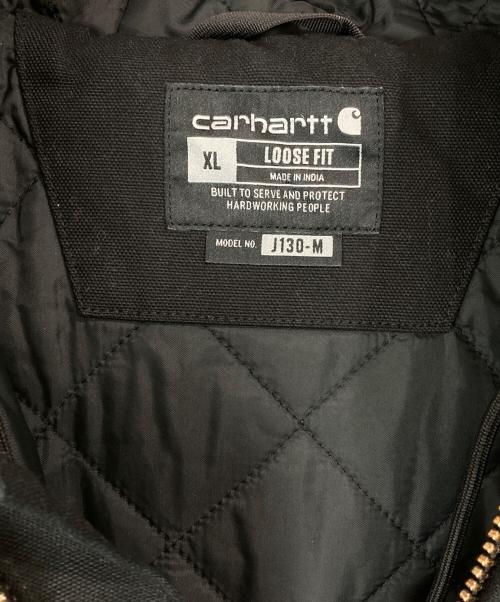 carhartt
XL LOOSE FIT
MADE IN INDIA
BUILT TO SERVE AND PROTECT
HARDWORKING PEOPLE
MODEL NO. J130-M